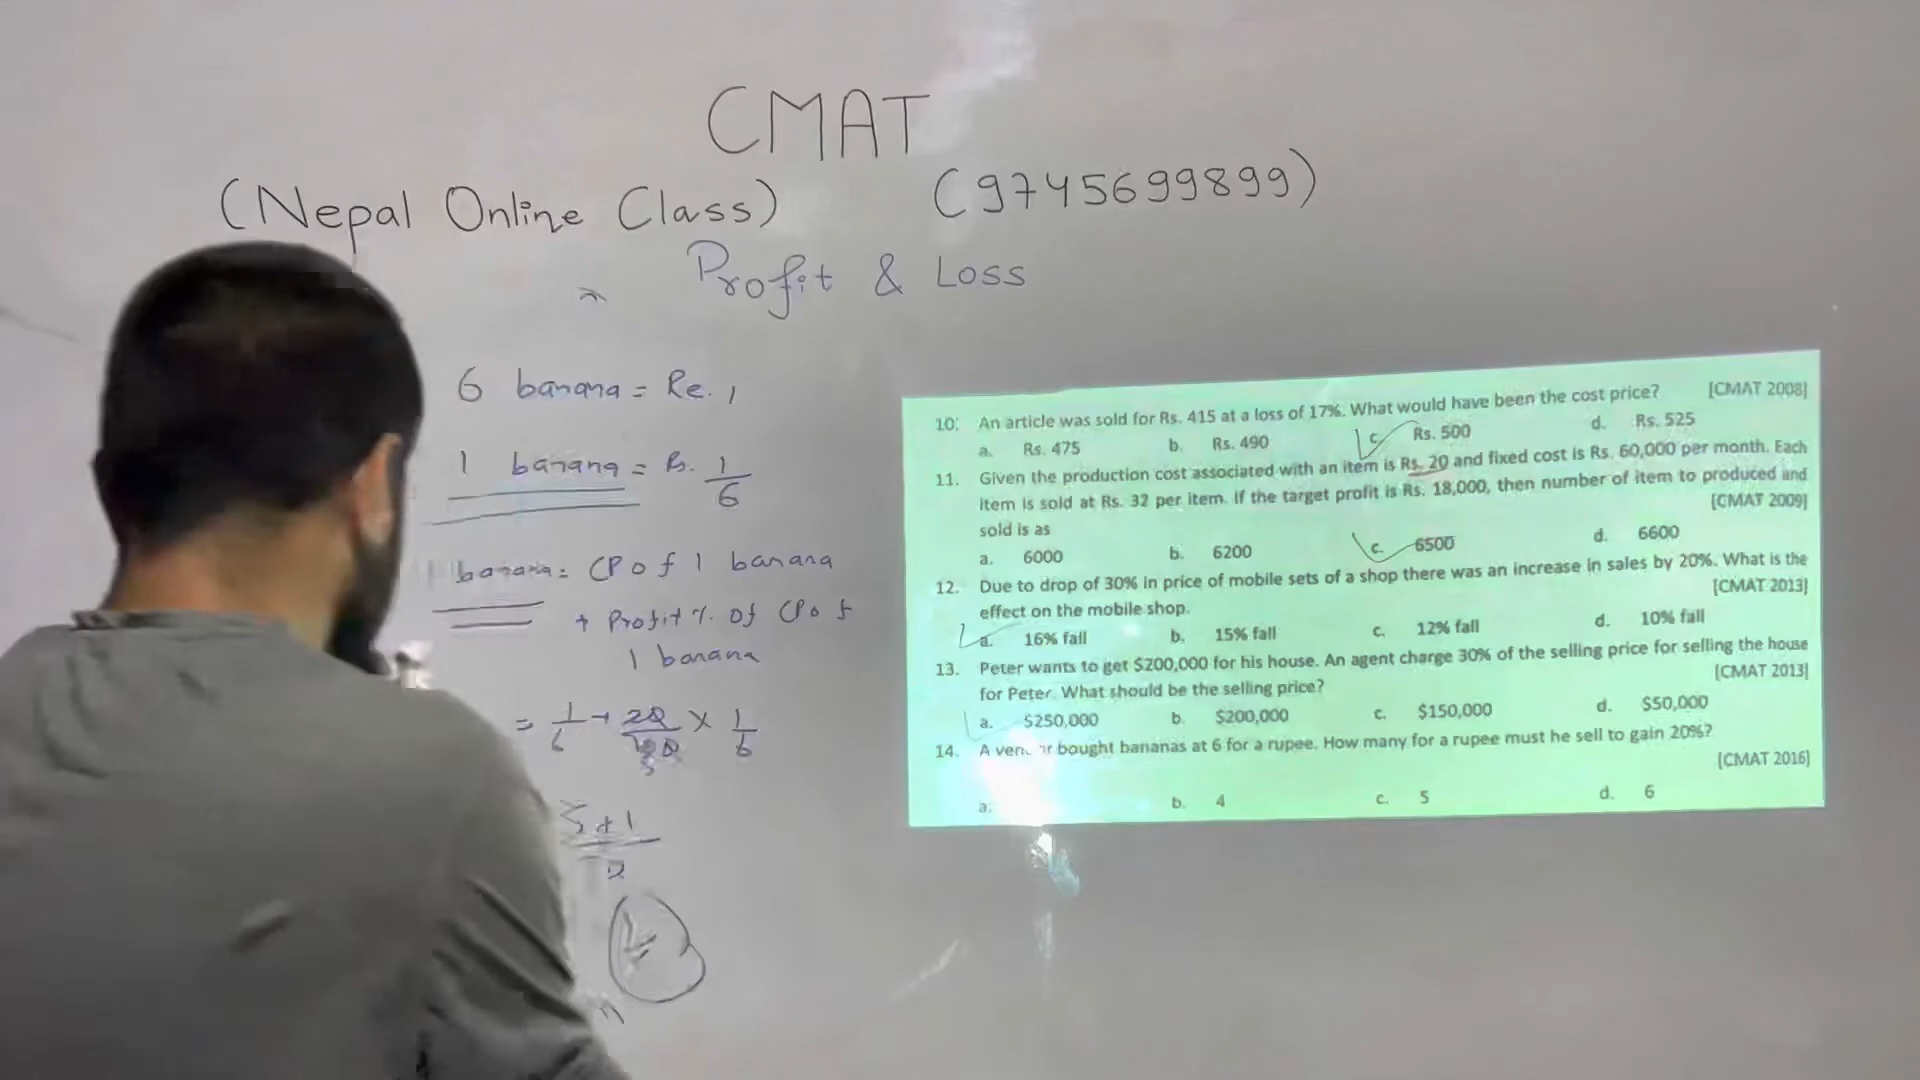 CMAT
(Nepal Online Class) (9745699899)
Profit & Loss
6 banana = Re. 1
1 banana = Rs. 1/6
banana = CP of 1 banana
+ Profit % of CP of
1 banana
= 1/6 + 20/100 × 1/6
5
5+1
10. An article was sold for Rs. 415 at a loss of 17%. What would have been the cost price? [CMAT 2008]
a. Rs. 475 b. Rs. 490 c. Rs. 500 d. Rs. 525
11. Given the production cost associated with an item is Rs. 20 and fixed cost is Rs. 60,000 per month. Each
item is sold at Rs. 32 per item. If the target profit is Rs. 18,000, then number of item to produced and
sold is as [CMAT 2009]
a. 6000 b. 6200 c. 6500 d. 6600
12. Due to drop of 30% in price of mobile sets of a shop there was an increase in sales by 20%. What is the
effect on the mobile shop. [CMAT 2013]
a. 16% fall b. 15% fall c. 12% fall d. 10% fall
13. Peter wants to get $200,000 for his house. An agent charge 30% of the selling price for selling the house
for Peter. What should be the selling price? [CMAT 2013]
a. $250,000 b. $200,000 c. $150,000 d. $50,000
14. A bought bananas at 6 for a rupee. How many for a rupee must he sell to gain 20%?
[CMAT 2016]
a. b. 4 c. 5 d. 6